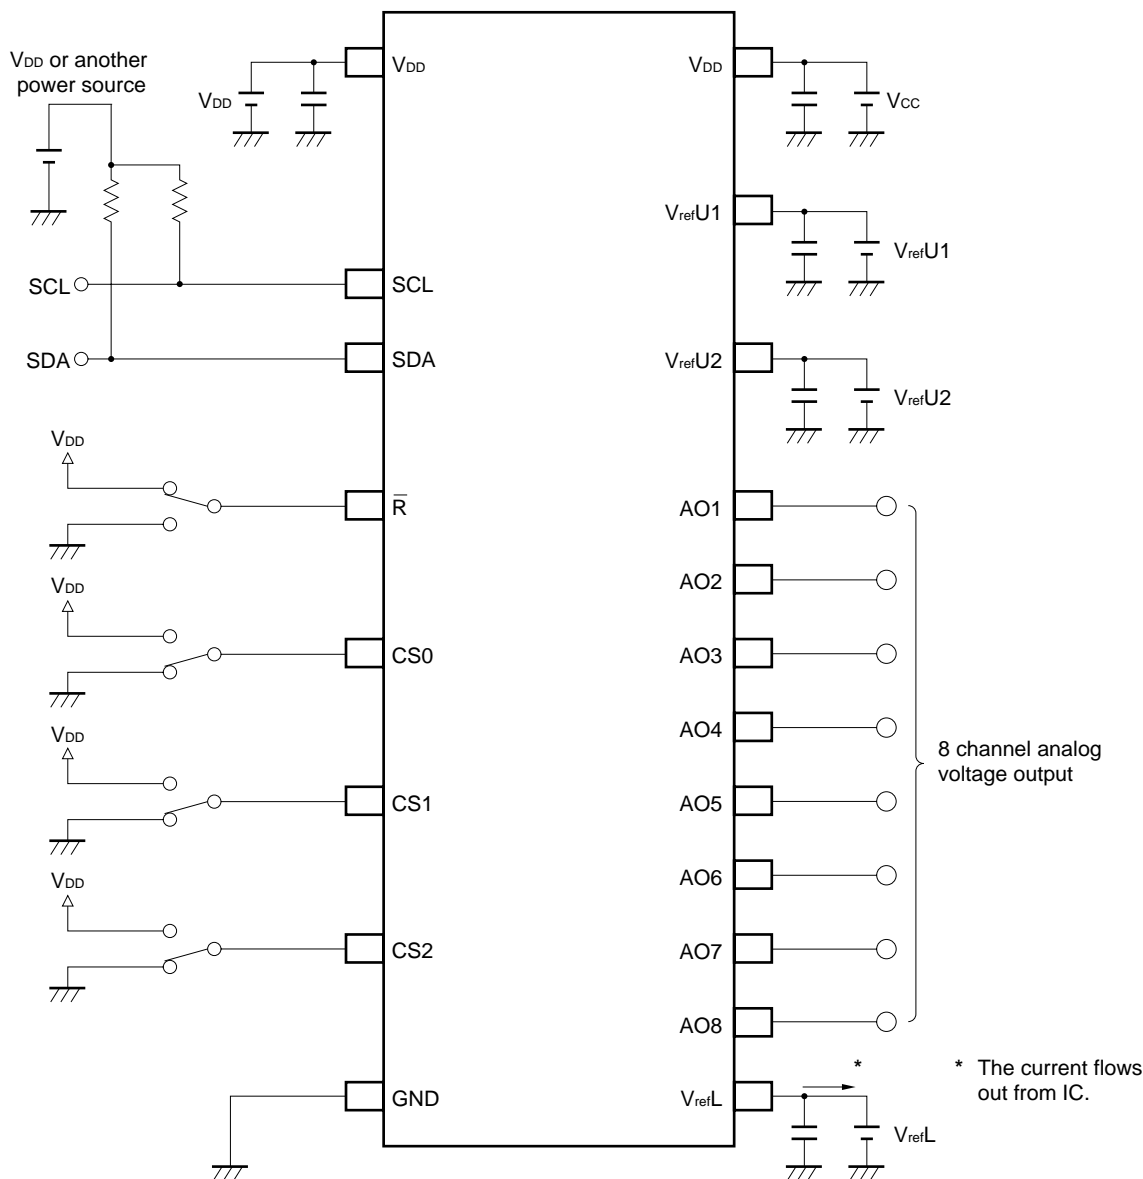 VDD or another
power source
VDD
VDD
VDD
VCC
VrefU1
VrefU1
SCL
SCL
SDA
SDA
VrefU2
VrefU2
VDD
R̅
AO1
AO2
VDD
CS0
AO3
AO4
VDD
CS1
AO5
8 channel analog
voltage output
AO6
VDD
CS2
AO7
AO8
*
* The current flows
out from IC.
GND
VrefL
VrefL